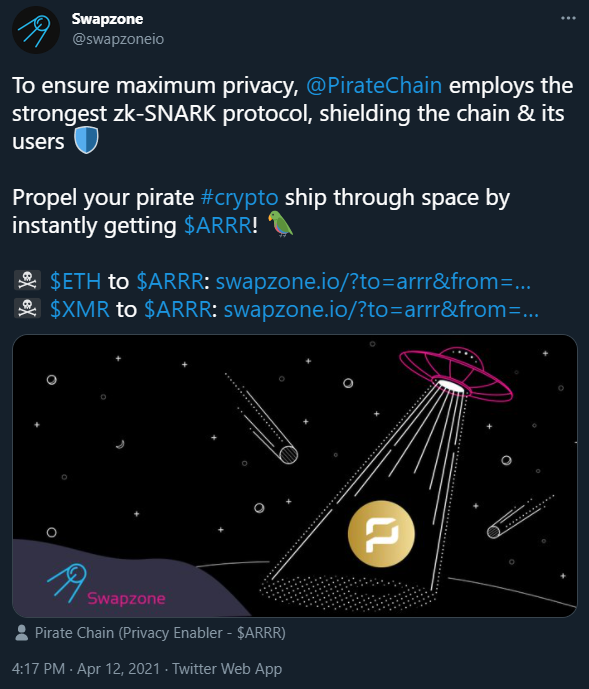 Swapzone
@swapzoneio
To ensure maximum privacy, @PirateChain employs the
strongest zk-SNARK protocol, shielding the chain & its
users
Propel your pirate #crypto ship through space by
instantly getting $ARRR!
$ETH to $ARRR: swapzone.io/?to=arrr&from=...
$XMR to $ARRR: swapzone.io/?to=arrr&from=...
Swapzone
Pirate Chain (Privacy Enabler - $ARRR)
4:17 PM · Apr 12, 2021 · Twitter Web App